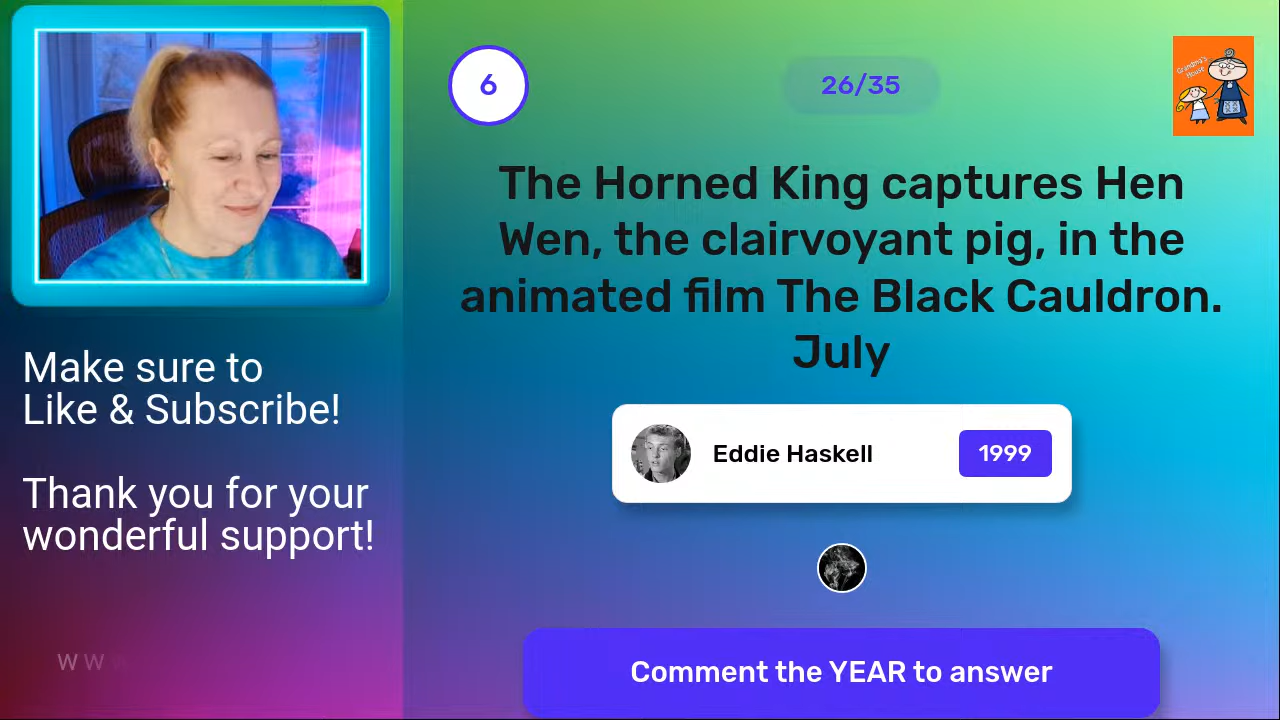 6
26/35
Grandma's
House
The Horned King captures Hen
Wen, the clairvoyant pig, in the
animated film The Black Cauldron.
July
Eddie Haskell
1999
Comment the YEAR to answer
Make sure to
Like & Subscribe!
Thank you for your
wonderful support!
W W W